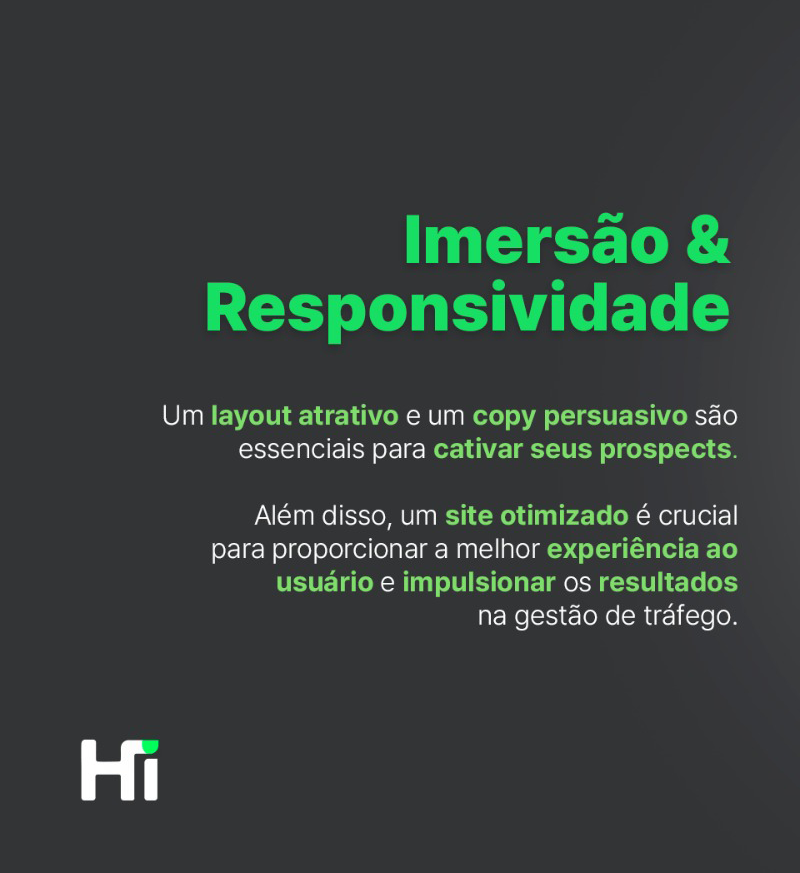 Imersão &
Responsividade
Um layout atrativo e um copy persuasivo são
essenciais para cativar seus prospects.
Além disso, um site otimizado é crucial
para proporcionar a melhor experiência ao
usuário e impulsionar os resultados
na gestão de tráfego.
Hi